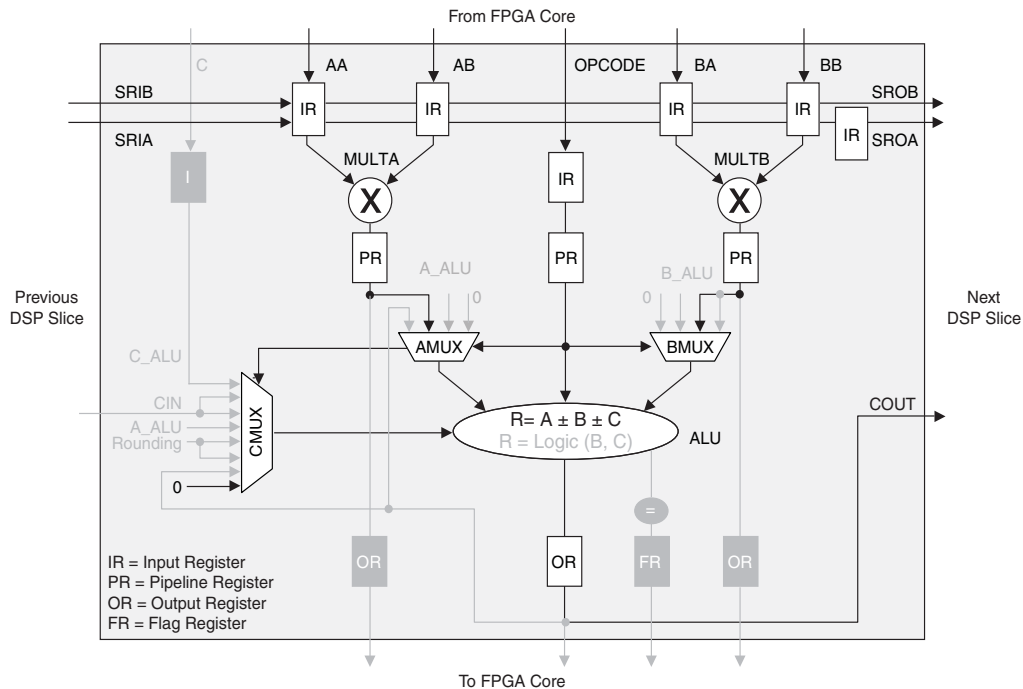 From FPGA Core
C
AA
AB
OPCODE
BA
BB
SRIB
SROB
IR
IR
IR
IR
IR
SRIA
SROA
MULTA
MULTB
I
IR
X
X
PR
PR
PR
A_ALU
B_ALU
0
0
Previous
DSP Slice
Next
DSP Slice
AMUX
BMUX
C_ALU
CIN
A_ALU
Rounding
0
CMUX
R= A ± B ± C
R = Logic (B, C)
ALU
COUT
=
OR
OR
FR
OR
IR = Input Register
PR = Pipeline Register
OR = Output Register
FR = Flag Register
To FPGA Core